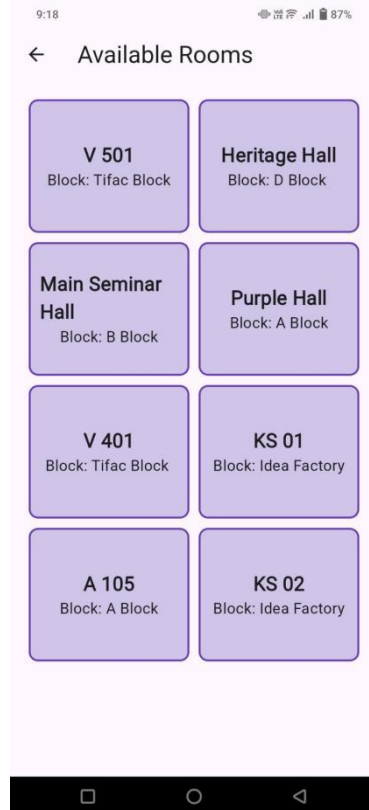 9:18
87%
Available Rooms
V 501
Block: Tifac Block
Heritage Hall
Block: D Block
Main Seminar
Hall
Block: B Block
Purple Hall
Block: A Block
V 401
Block: Tifac Block
KS 01
Block: Idea Factory
A 105
Block: A Block
KS 02
Block: Idea Factory